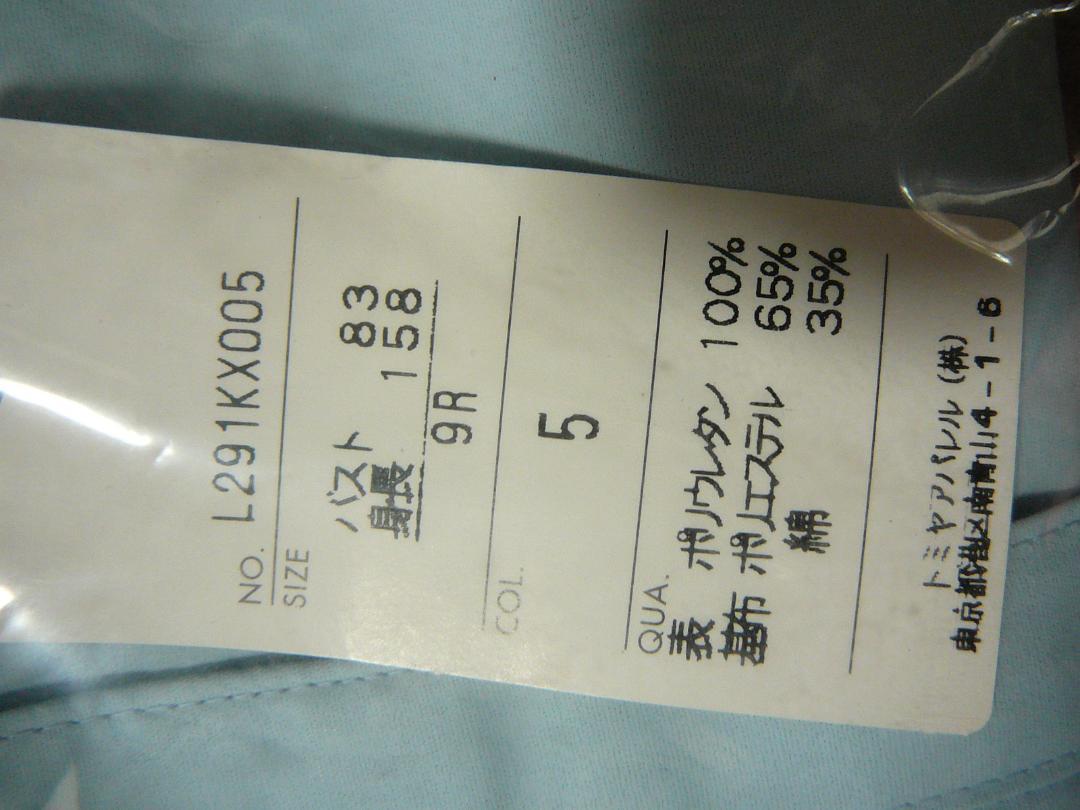 NO. L291KX005
SIZE
バスト 83
身長 158
9R
COL. 5
QUA.
表 ポリウレタン 100%
基布 ポリエステル 65%
綿 35%
トミヤアパレル(株)
東京都港区南青山4-1-6